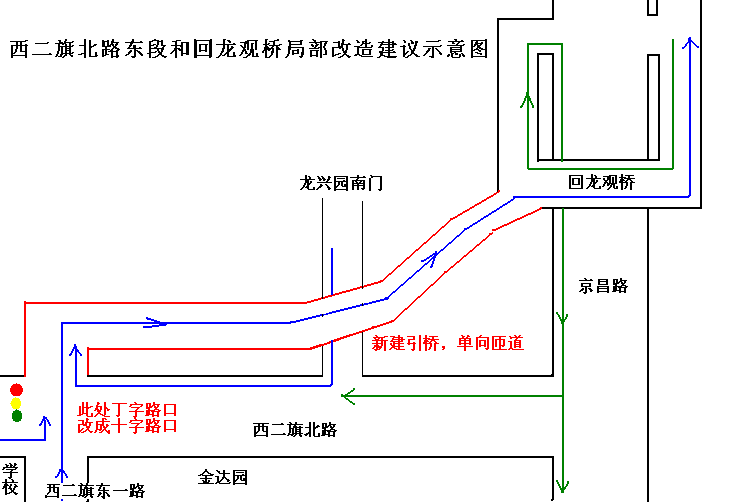 西二旗北路东段和回龙观桥局部改造建议示意图
龙兴园南门
回龙观桥
京昌路
新建引桥，单向匝道
此处丁字路口
改成十字路口
西二旗北路
学校
金达园
西二旗东一路